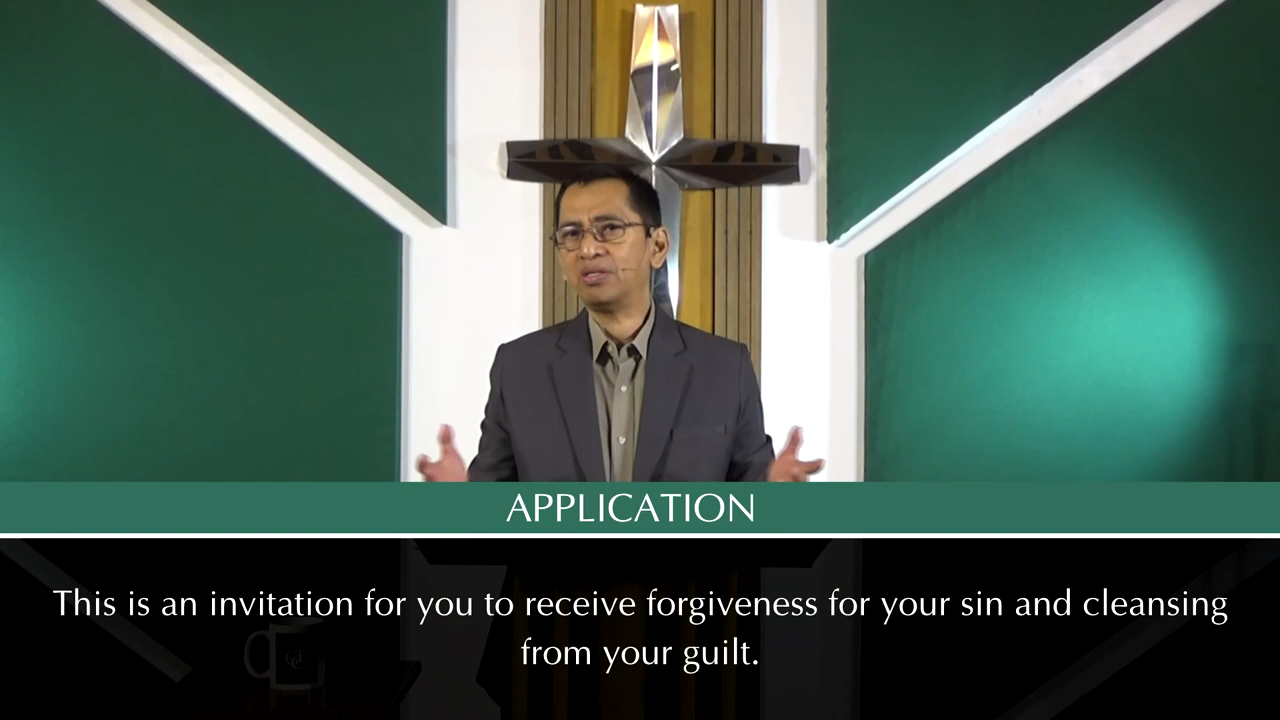 APPLICATION
This is an invitation for you to receive forgiveness for your sin and cleansing
from your guilt.